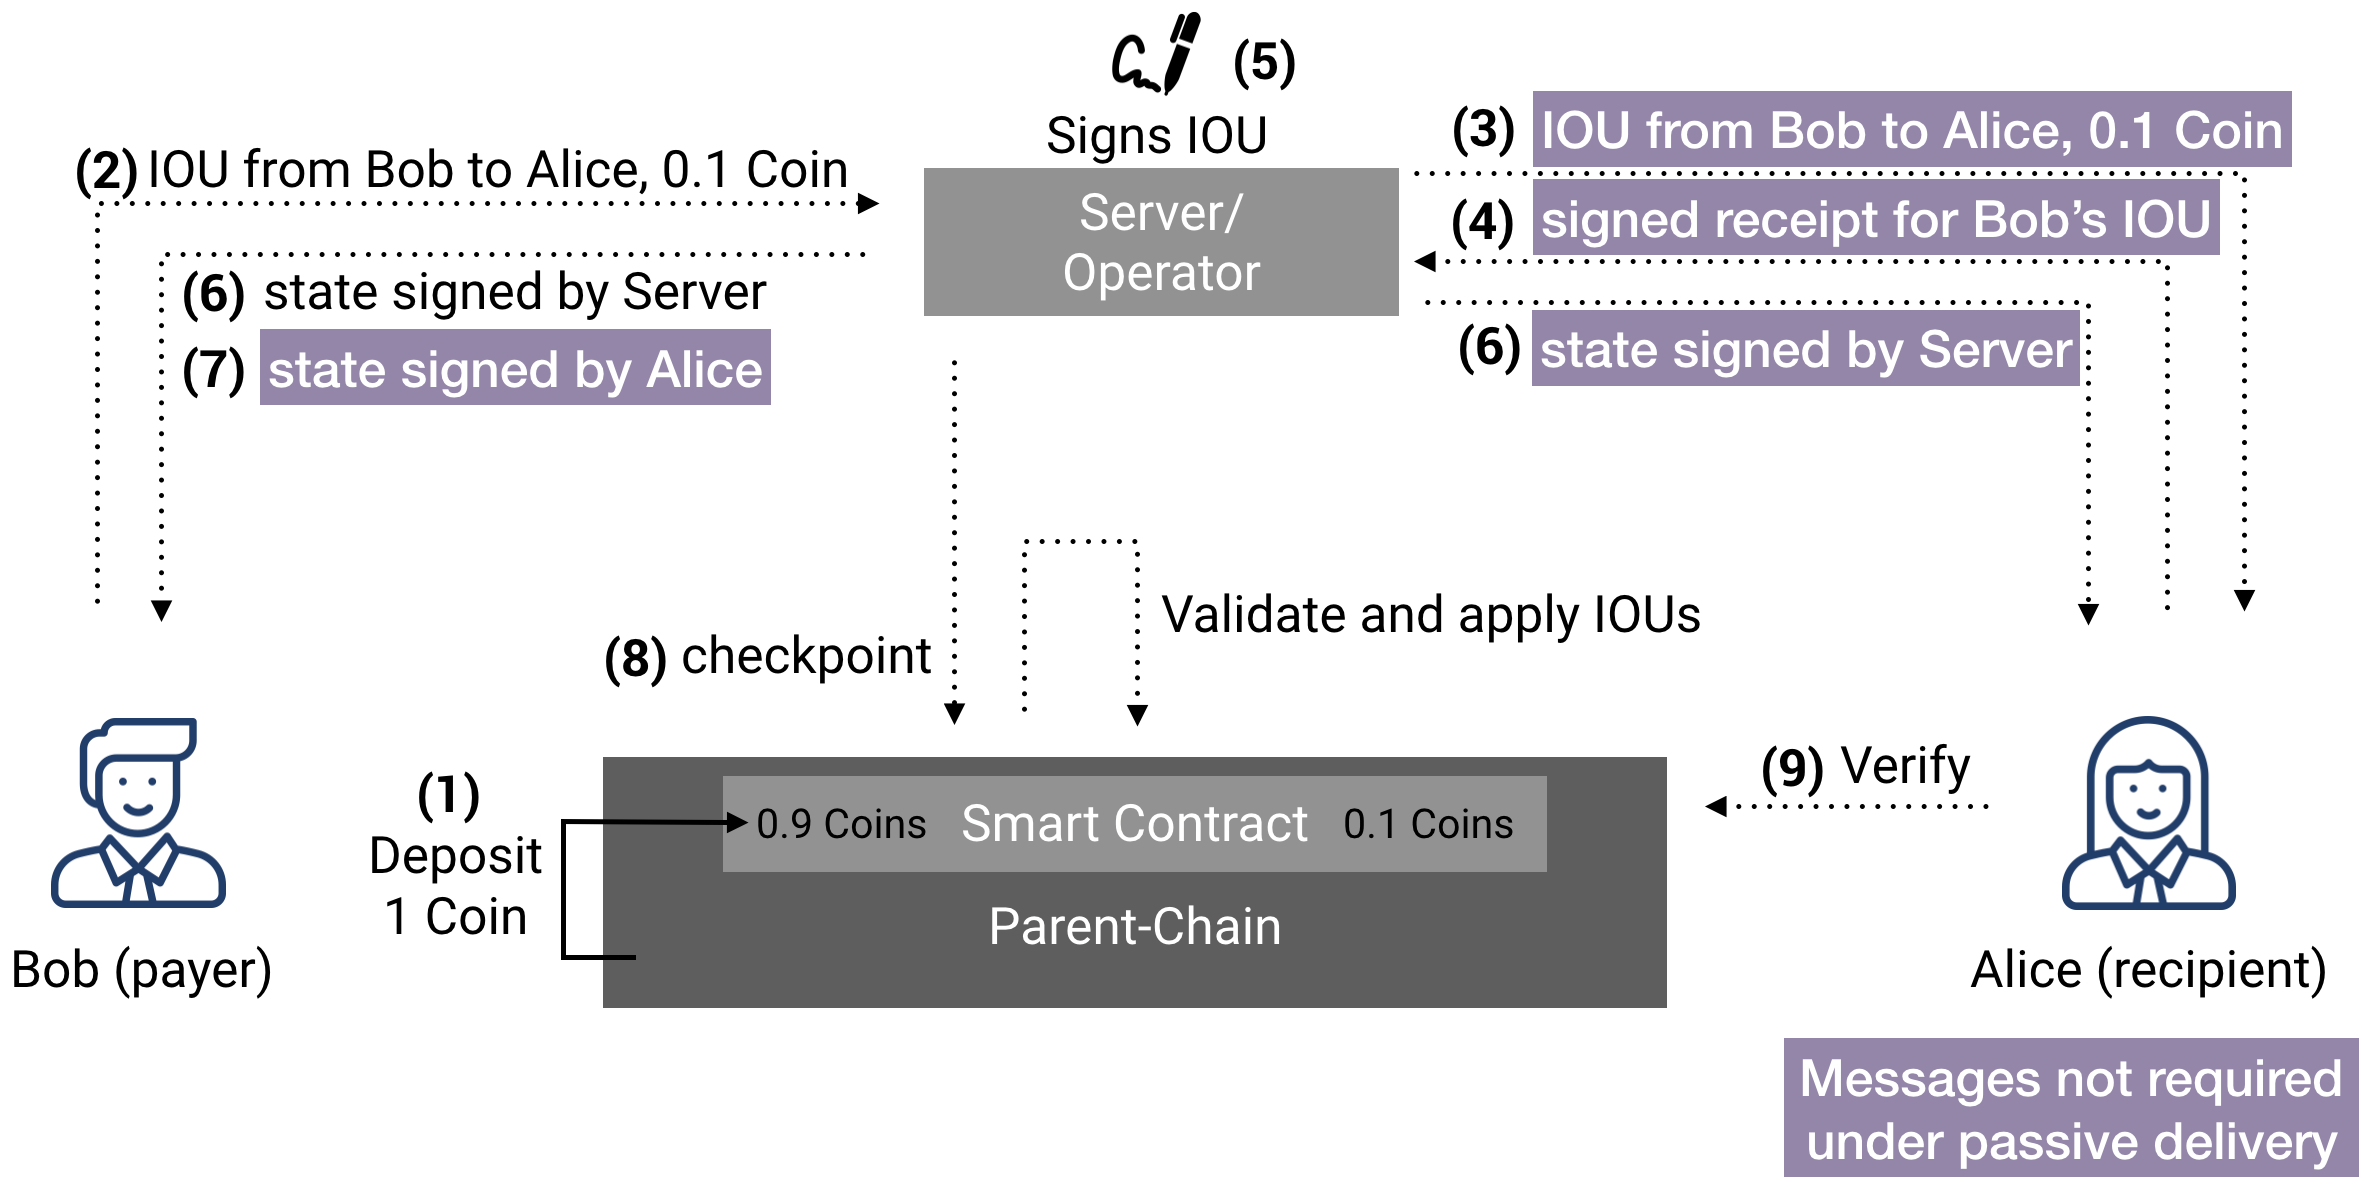 (5)
Signs IOU
(2) IOU from Bob to Alice, 0.1 Coin
Server/
Operator
(3) IOU from Bob to Alice, 0.1 Coin
(4) signed receipt for Bob's IOU
(6) state signed by Server
(7) state signed by Alice
(6) state signed by Server
Validate and apply IOUs
(8) checkpoint
(1)
Deposit
1 Coin
0.9 Coins Smart Contract 0.1 Coins
Parent-Chain
(9) Verify
Bob (payer)
Alice (recipient)
Messages not required
under passive delivery